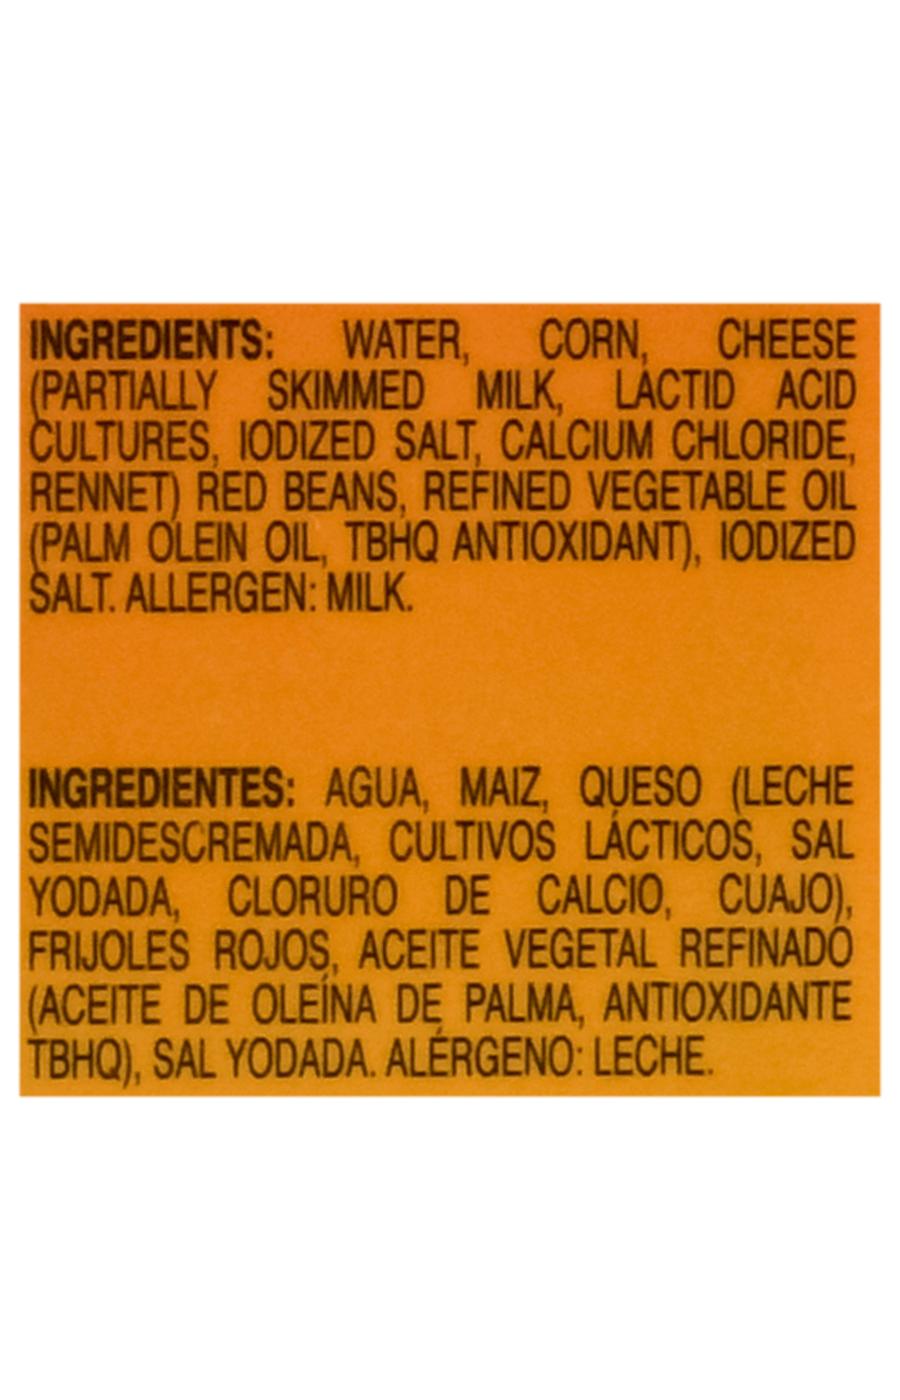 INGREDIENTS: WATER, CORN, CHEESE
(PARTIALLY SKIMMED MILK, LACTID ACID
CULTURES, IODIZED SALT, CALCIUM CHLORIDE,
RENNET) RED BEANS, REFINED VEGETABLE OIL
(PALM OLEIN OIL, TBHQ ANTIOXIDANT), IODIZED
SALT. ALLERGEN: MILK.
INGREDIENTES: AGUA, MAIZ, QUESO (LECHE
SEMIDESCREMADA, CULTIVOS LÁCTICOS, SAL
YODADA, CLORURO DE CALCIO, CUAJO),
FRIJOLES ROJOS, ACEITE VEGETAL REFINADO
(ACEITE DE OLEÍNA DE PALMA, ANTIOXIDANTE
TBHQ), SAL YODADA. ALÉRGENO: LECHE.